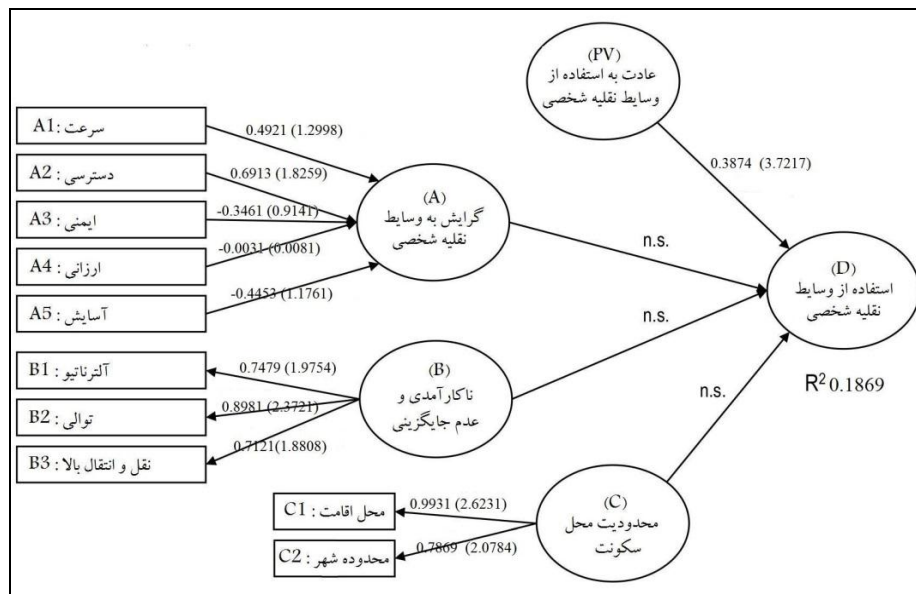 (PV)
عادت به استفاده از
وسایط نقلیه شخصی
0.3874 (3.7217)
A1 : سرعت
0.4921 (1.2998)
A2 : دسترسی
0.6913 (1.8259)
A3 : ایمنی
-0.3461 (0.9141)
A4 : ارزانی
-0.0031 (0.0081)
A5 : آسایش
-0.4453 (1.1761)
(A)
گرایش به وسایط
نقلیه شخصی
n.s.
(D)
استفاده از وسایط
نقلیه شخصی
R² 0.1869
n.s.
B1 : آلترناتیو
0.7479 (1.9754)
B2 : توالی
0.8981 (2.3721)
B3 : نقل و انتقال بالا
0.7121(1.8808)
(B)
ناکارآمدی و
عدم جایگزینی
n.s.
C1 : محل اقامت
0.9931 (2.6231)
C2 : محدوده شهر
0.7869 (2.0784)
(C)
محدودیت محل
سکونت